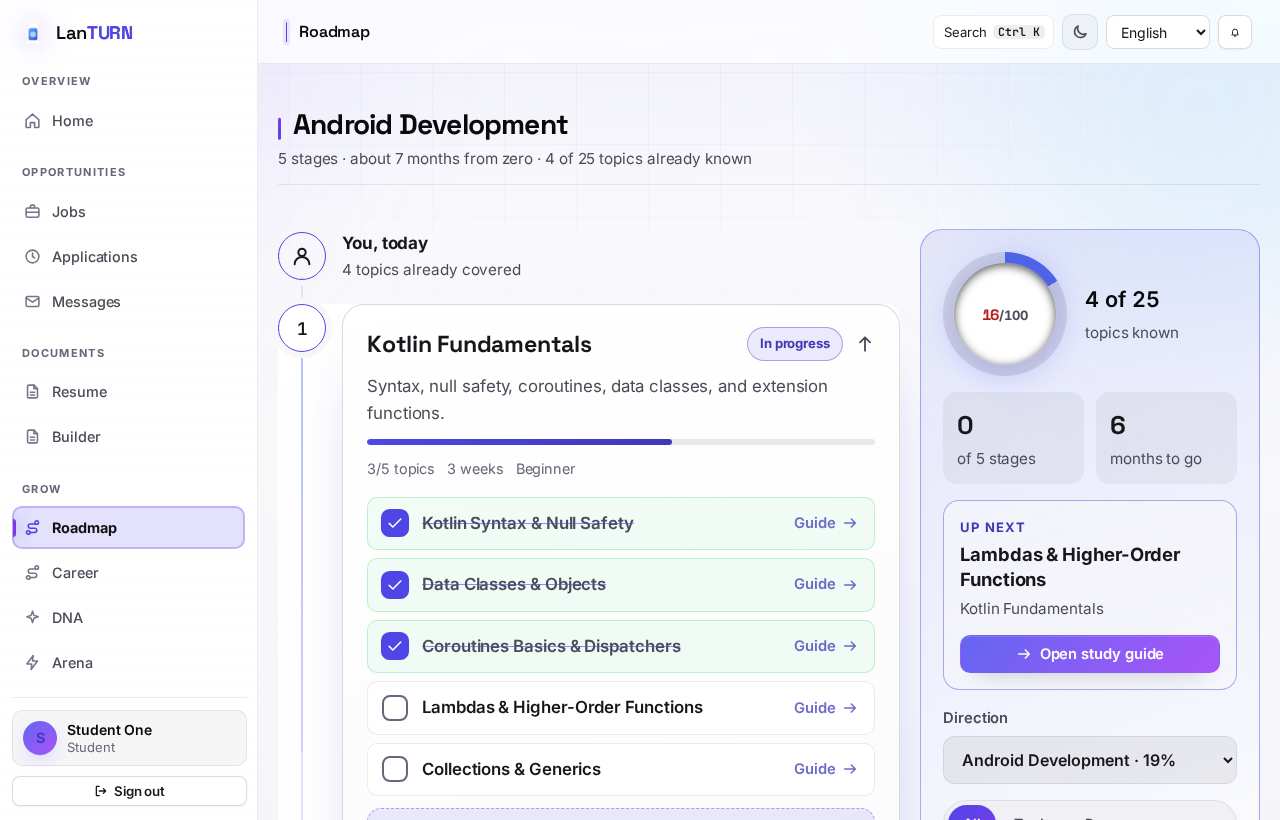 LanTURN
OVERVIEW
Home
OPPORTUNITIES
Jobs
Applications
Messages
DOCUMENTS
Resume
Builder
GROW
Roadmap
Career
DNA
Arena
S
Student One
Student
Sign out
Roadmap
Search Ctrl K
English
Android Development
5 stages · about 7 months from zero · 4 of 25 topics already known
You, today
4 topics already covered
1
Kotlin Fundamentals
In progress
Syntax, null safety, coroutines, data classes, and extension
functions.
3/5 topics 3 weeks Beginner
Kotlin Syntax & Null Safety Guide →
Data Classes & Objects Guide →
Coroutines Basics & Dispatchers Guide →
Lambdas & Higher-Order Functions Guide →
Collections & Generics Guide →
16/100
4 of 25
topics known
0
of 5 stages
6
months to go
UP NEXT
Lambdas & Higher-Order
Functions
Kotlin Fundamentals
→ Open study guide
Direction
Android Development · 19%